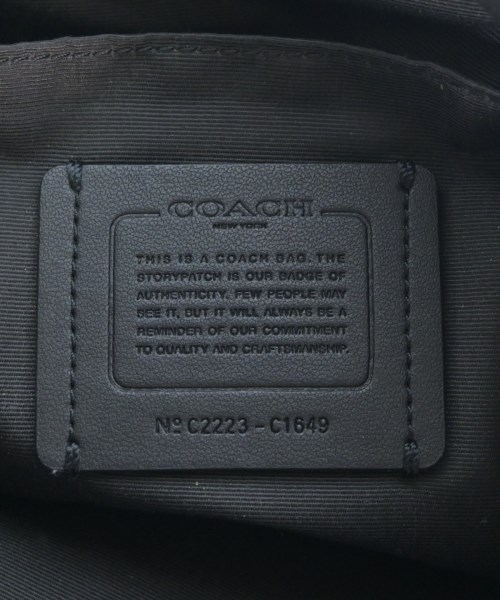 COACH
NEW YORK
THIS IS A COACH BAG. THE
STORYPATCH IS OUR BADGE OF
AUTHENTICITY. FEW PEOPLE MAY
SEE IT, BUT IT WILL ALWAYS BE A
REMINDER OF OUR COMMITMENT
TO QUALITY AND CRAFTSMANSHIP.
Nº C2223 - C1649